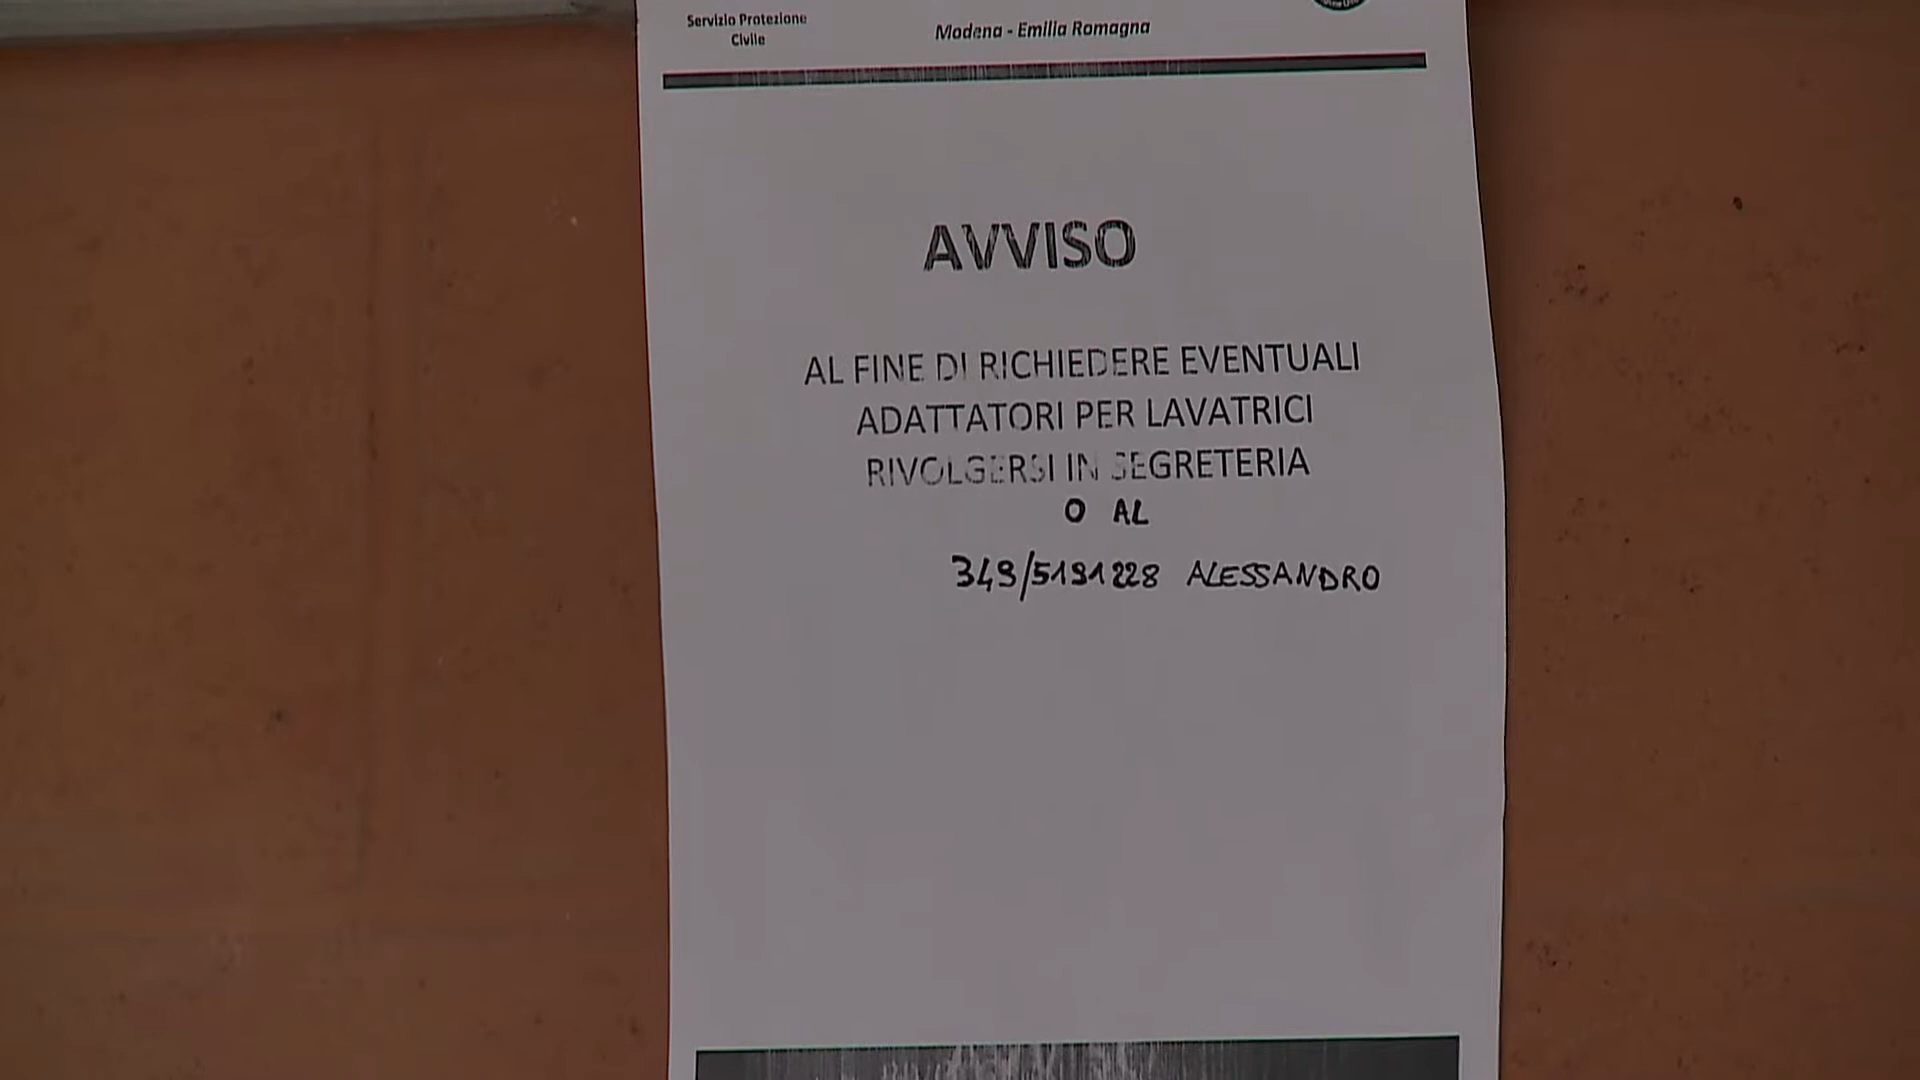 Servizio Protezione
Civile
Modena - Emilia Romagna
AVVISO
AL FINE DI RICHIEDERE EVENTUALI
ADATTATORI PER LAVATRICI
RIVOLGERSI IN SEGRETERIA
O AL
349/5191228 ALESSANDRO